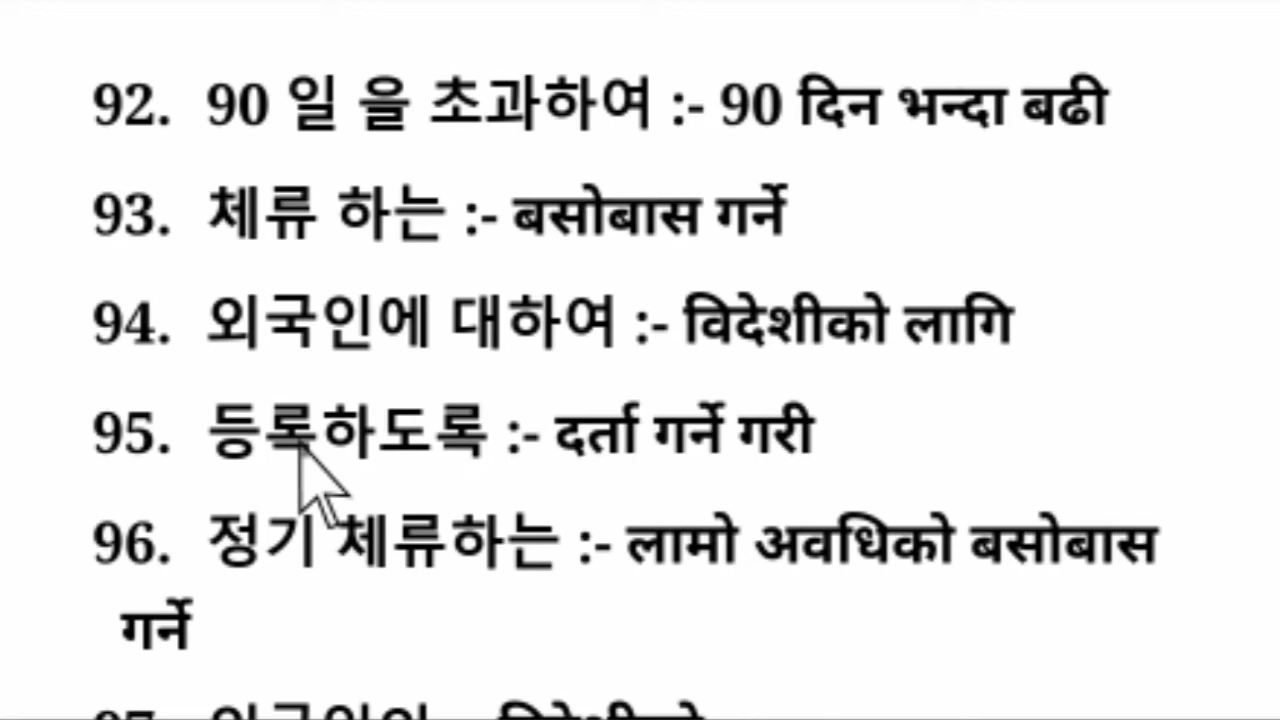 92. 90 일 을 초과하여 :- 90 दिन भन्दा बढी
93. 체류 하는 :- बसोबास गर्ने
94. 외국인에 대하여 :- विदेशीको लागि
95. 등록하도록 :- दर्ता गर्ने गरी
96. 정기 체류하는 :- लामो अवधिको बसोबास
गर्ने